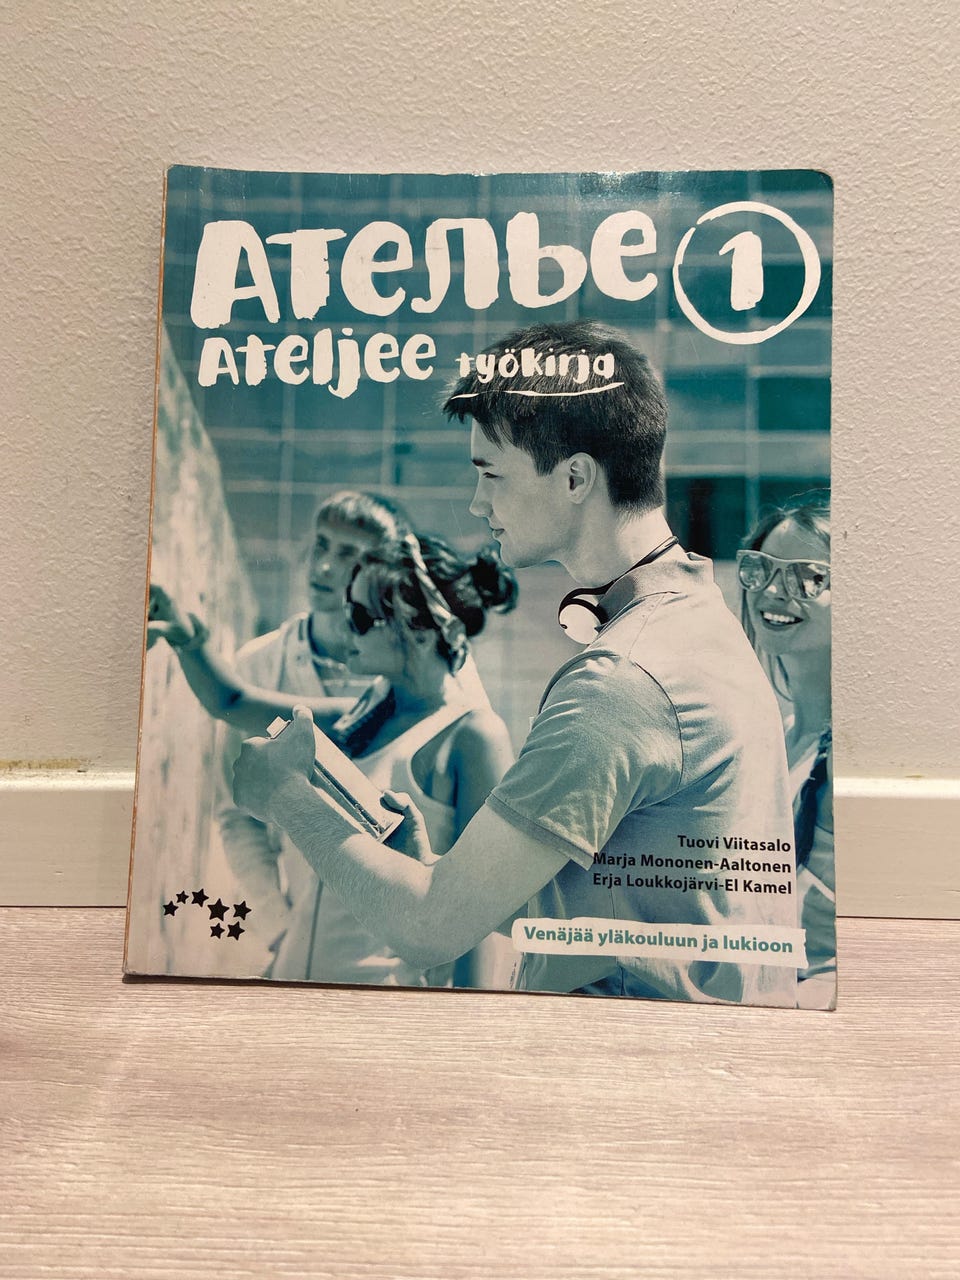 Ателье 1
Ateljee työkirja
Tuovi Viitasalo
Marja Mononen-Aaltonen
Erja Loukkojärvi-El Kamel
Venäjää yläkouluun ja lukioon